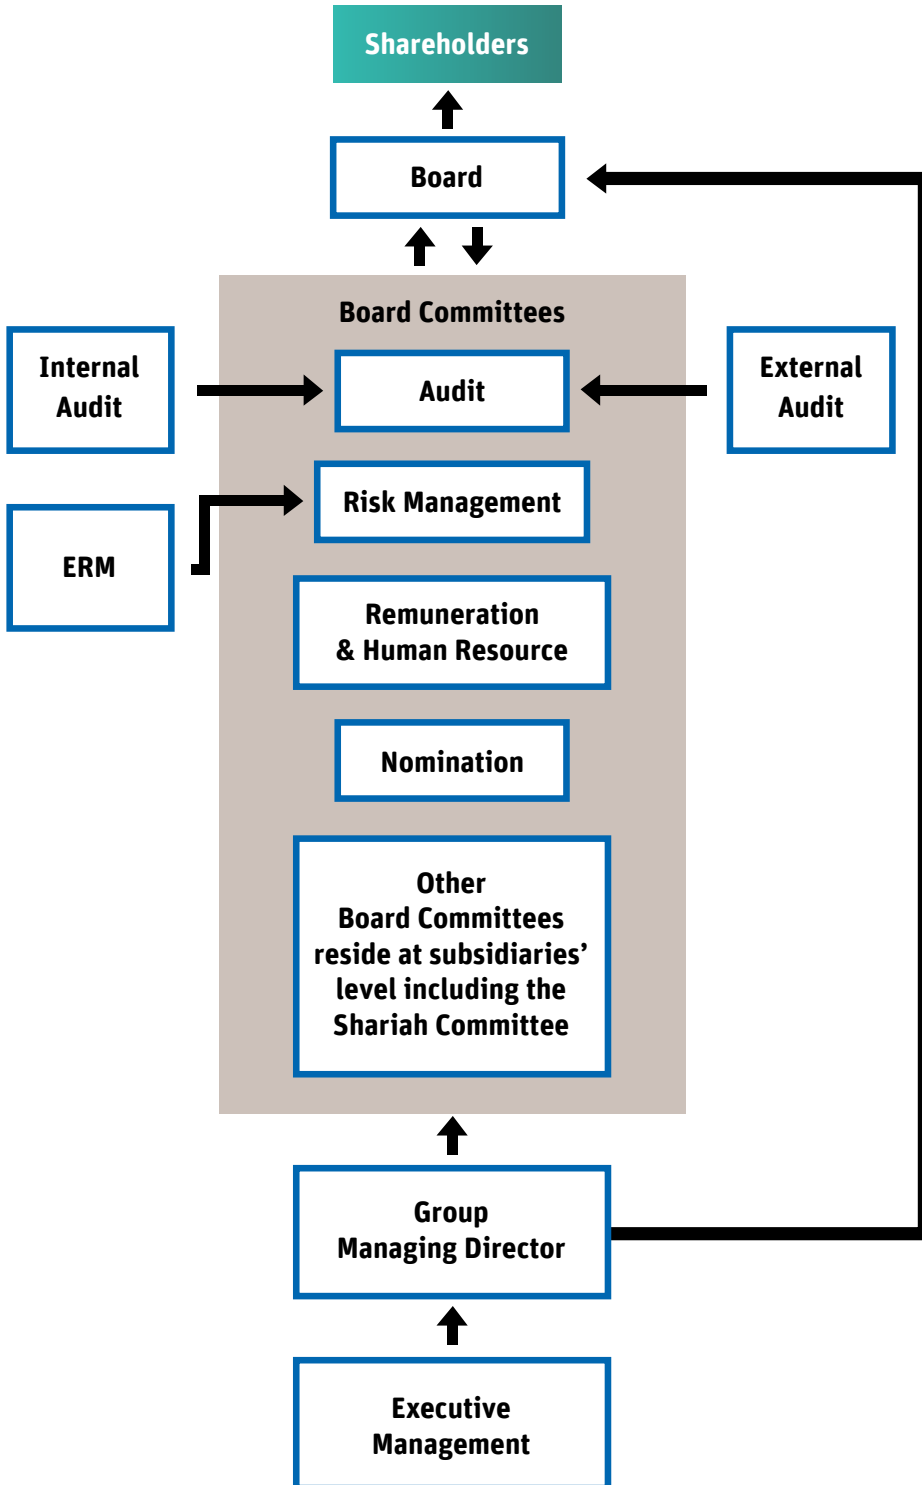 Shareholders
Board
Board Committees
Internal
Audit
Audit
External
Audit
Risk Management
ERM
Remuneration
& Human Resource
Nomination
Other
Board Committees
reside at subsidiaries’
level including the
Shariah Committee
Group
Managing Director
Executive
Management